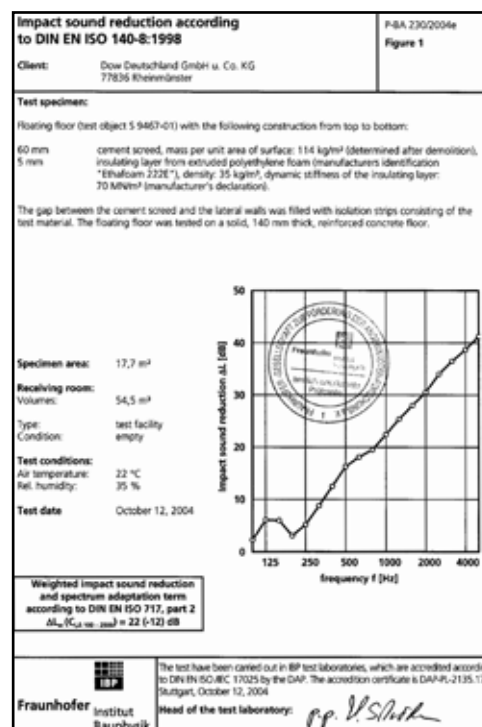 Impact sound reduction according
to DIN EN ISO 140-8:1998
P-BA 230/2004e
Figure 1
Client: Dow Deutschland GmbH u. Co. KG
77836 Rheinmünster
Test specimen:
Floating floor (test object S 9467-01) with the following construction from top to bottom:
60 mm cement screed, mass per unit area of surface: 114 kg/m² (determined after demolition),
5 mm insulating layer from extruded polyethylene foam (manufacturers identification
"Ethafoam 222E"), density: 35 kg/m³, dynamic stiffness of the insulating layer:
70 MN/m³ (manufacturer's declaration).
The gap between the cement screed and the lateral walls was filled with isolation strips consisting of the
test material. The floating floor was tested on a solid, 140 mm thick, reinforced concrete floor.
Specimen area: 17,7 m²
Receiving room:
Volumes: 54,5 m³
Type: test facility
Condition: empty
Test conditions:
Air temperature: 22 °C
Rel. humidity: 35 %
Test date October 12, 2004
Impact sound reduction ΔL [dB]
50
40
30
20
10
0
125 250 500 1000 2000 4000
frequency f [Hz]
Fraunhofer
Weighted impact sound reduction
and spectrum adaptation term
according to DIN EN ISO 717, part 2
= 22 (-12) dB
IBP
Fraunhofer Institut
Bauphysik
The test have been carried out in IBP test laboratories, which are accredited accordin
to DIN EN ISO/IEC 17025 by the DAP. The accredition certificate is DAP-PL-2135.1
Stuttgart, October 12, 2004
Head of the test laboratory: